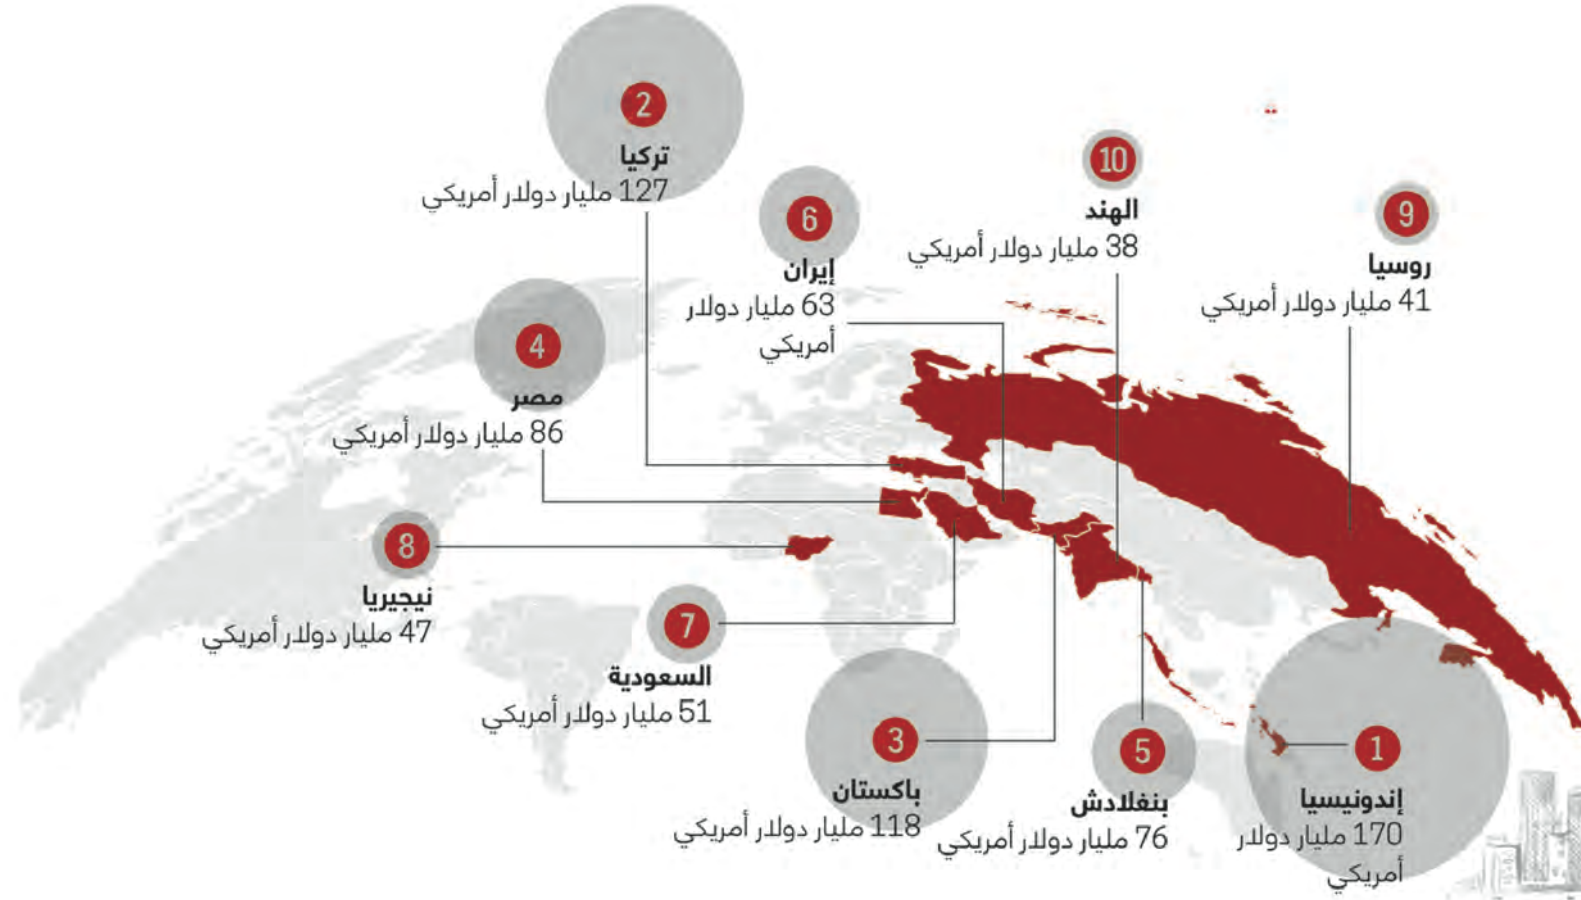 2
تركيا
127 مليار دولار أمريكي
6
إيران
63 مليار دولار
أمريكي
10
الهند
38 مليار دولار أمريكي
9
روسيا
41 مليار دولار أمريكي
4
مصر
86 مليار دولار أمريكي
8
نيجيريا
47 مليار دولار أمريكي
7
السعودية
51 مليار دولار أمريكي
3
باكستان
118 مليار دولار أمريكي
5
بنغلادش
76 مليار دولار أمريكي
1
إندونيسيا
170 مليار دولار
أمريكي